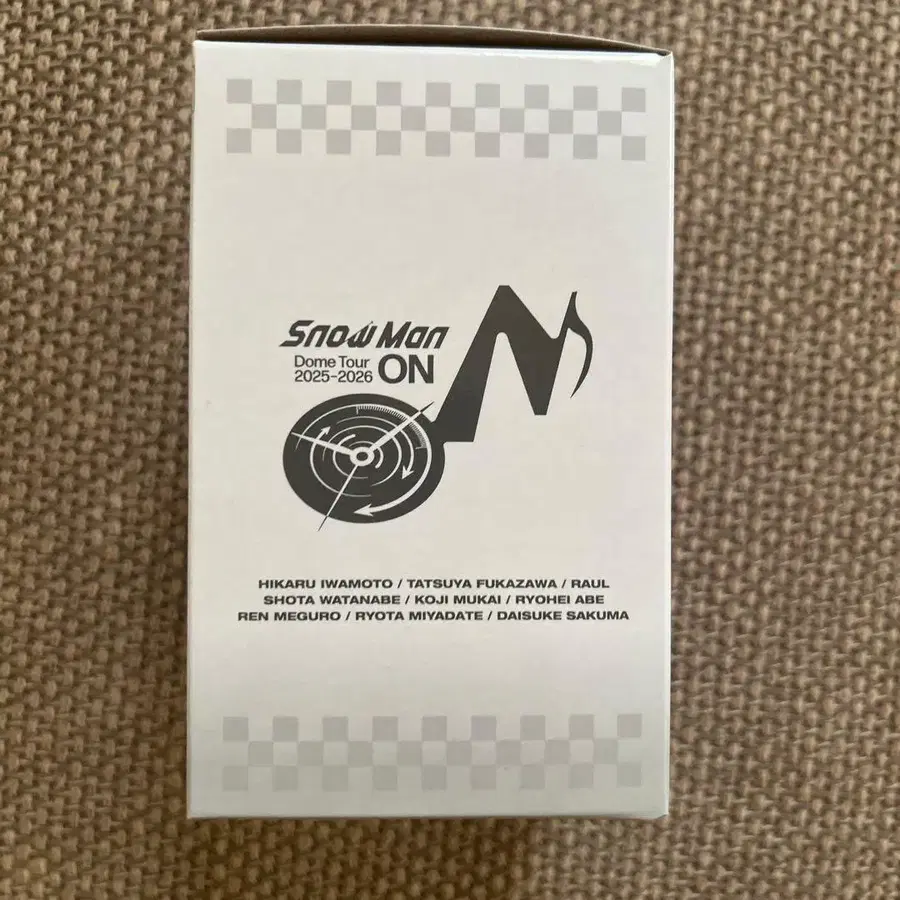 Snow Man
Dome Tour
2025-2026 ON
HIKARU IWAMOTO / TATSUYA FUKAZAWA / RAUL
SHOTA WATANABE / KOJI MUKAI / RYOHEI ABE
REN MEGURO / RYOTA MIYADATE / DAISUKE SAKUMA